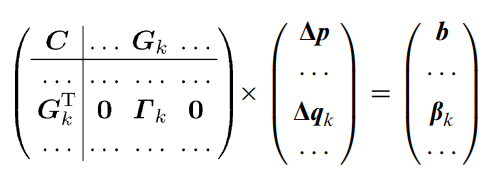 C … G_k … Δp b
… … … … … …
G_k^T 0 Γ_k 0 × Δq_k = β_k
… … … … … …